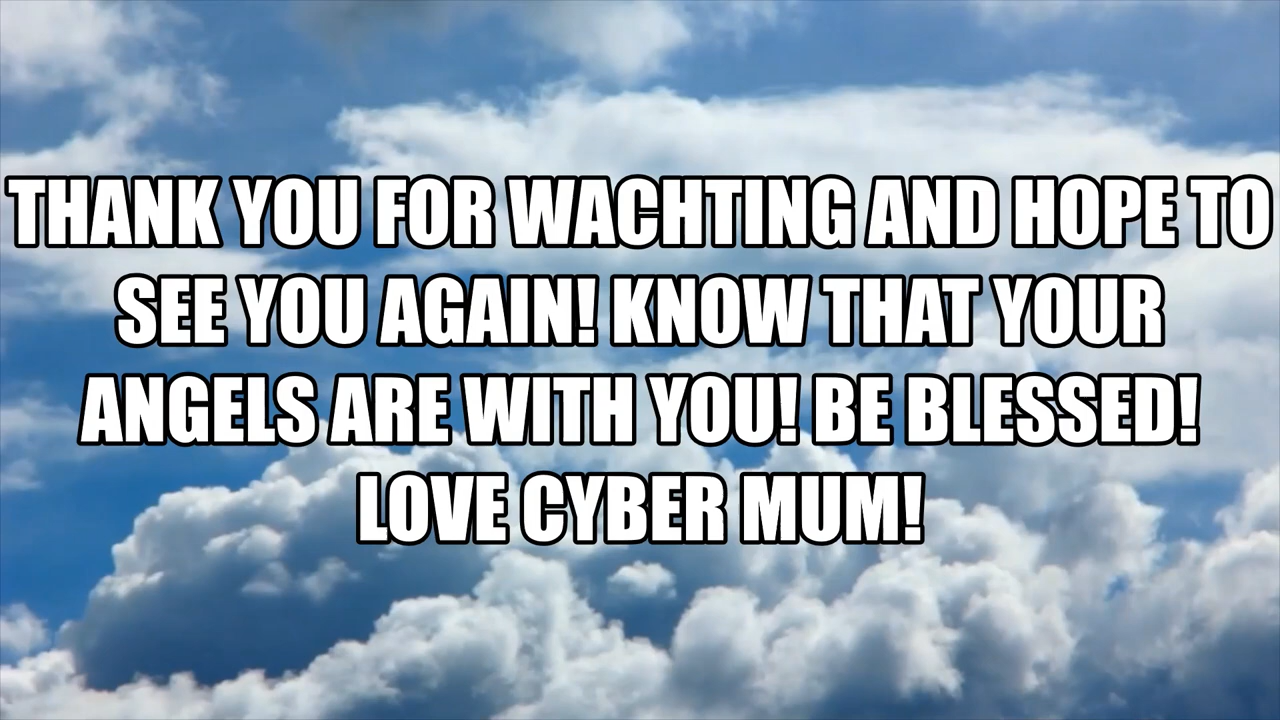 THANK YOU FOR WACHTING AND HOPE TO
SEE YOU AGAIN! KNOW THAT YOUR
ANGELS ARE WITH YOU! BE BLESSED!
LOVE CYBER MUM!